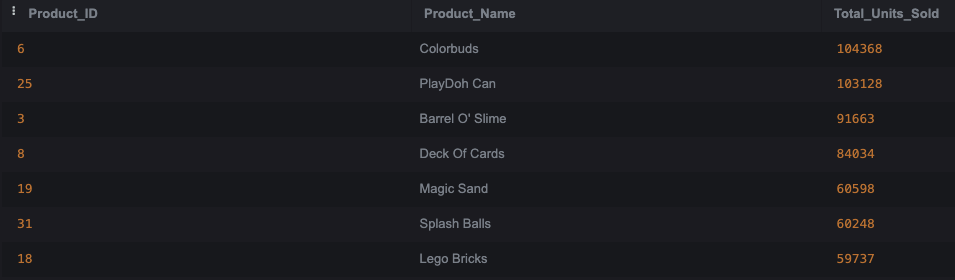 Product_ID Product_Name Total_Units_Sold
6 Colorbuds 104368
25 PlayDoh Can 103128
3 Barrel O' Slime 91663
8 Deck Of Cards 84034
19 Magic Sand 60598
31 Splash Balls 60248
18 Lego Bricks 59737